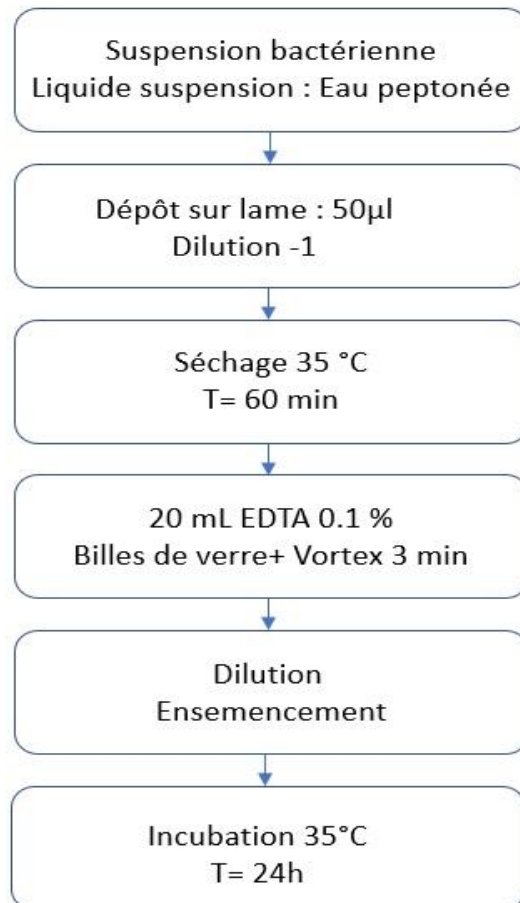 Suspension bactérienne
Liquide suspension : Eau peptonée
Dépôt sur lame : 50µl
Dilution -1
Séchage 35 °C
T= 60 min
20 mL EDTA 0.1 %
Billes de verre+ Vortex 3 min
Dilution
Ensemencement
Incubation 35°C
T= 24h